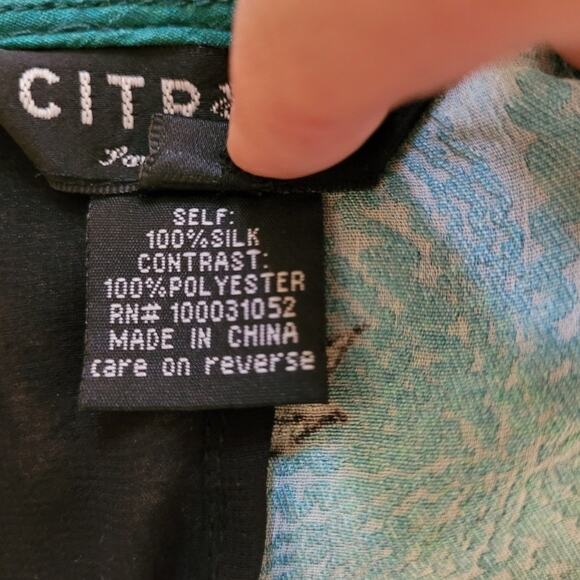 SELF:
100%SILK
CONTRAST:
100%POLYESTER
RN# 100031052
MADE IN CHINA
care on reverse